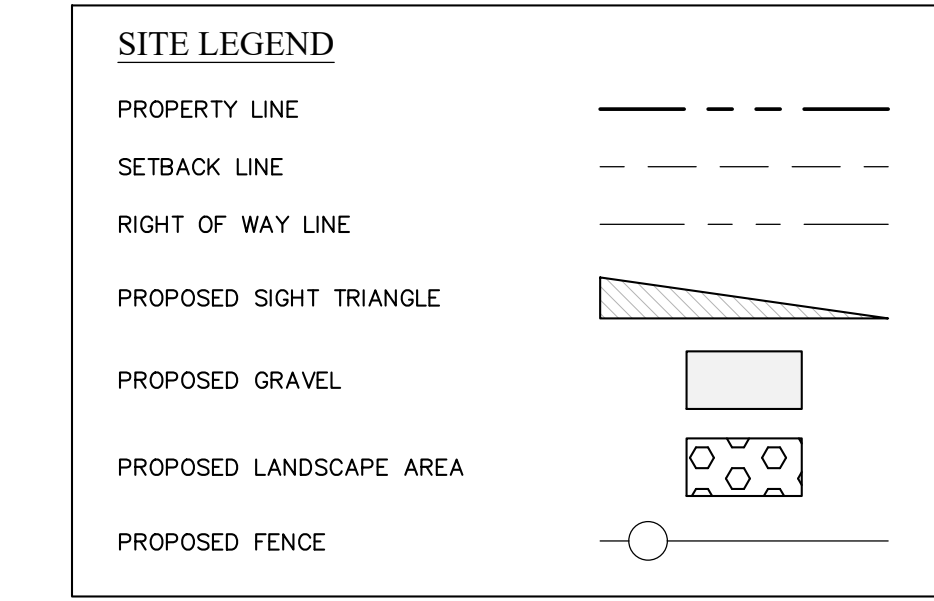 SITE LEGEND
PROPERTY LINE
SETBACK LINE
RIGHT OF WAY LINE
PROPOSED SIGHT TRIANGLE
PROPOSED GRAVEL
PROPOSED LANDSCAPE AREA
PROPOSED FENCE